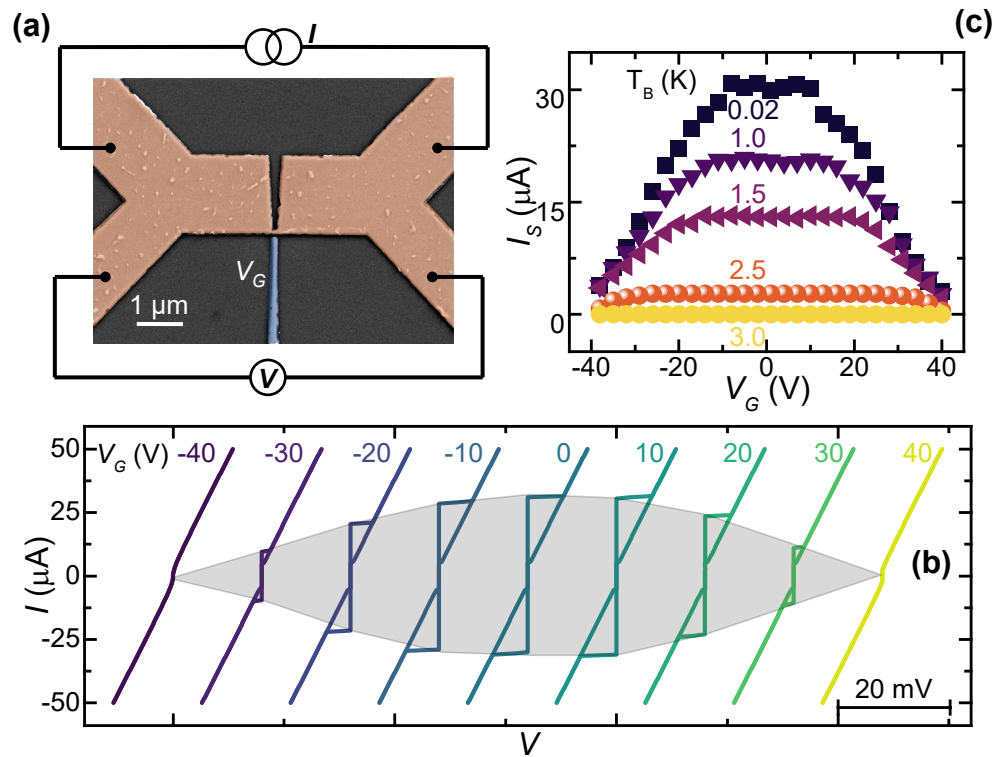 (a)
I
V_G
1 μm
V
(c)
T_B (K)
0.02
1.0
1.5
2.5
3.0
30
15
0
I_S (μA)
-40 -20 0 20 40
V_G (V)
(b)
V_G (V) -40 -30 -20 -10 0 10 20 30 40
50
25
0
-25
-50
I (μA)
20 mV
V